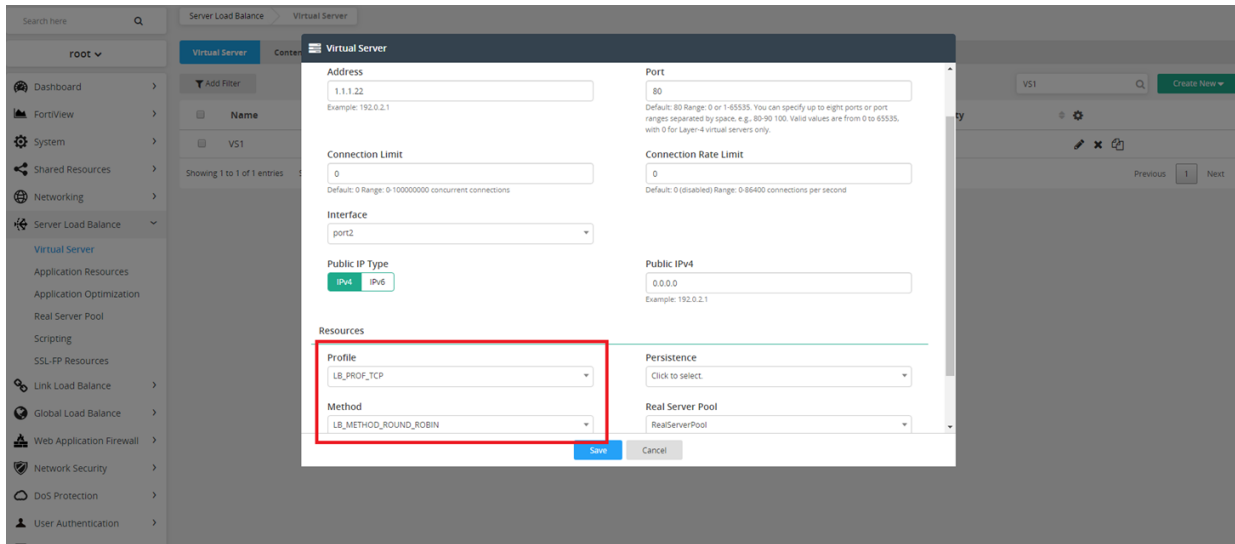 Search here
root
Dashboard
FortiView
System
Shared Resources
Networking
Server Load Balance
Virtual Server
Application Resources
Application Optimization
Real Server Pool
Scripting
SSL-FP Resources
Link Load Balance
Global Load Balance
Web Application Firewall
Network Security
DoS Protection
User Authentication
Server Load Balance Virtual Server
Virtual Server Conten
Add Filter
VS1
Create New
Name
ty
VS1
Showing 1 to 1 of 1 entries
Previous 1 Next
Virtual Server
Address
1.1.1.22
Example: 192.0.2.1
Port
80
Default: 80 Range: 0 or 1-65535. You can specify up to eight ports or port
ranges separated by space, e.g., 80-90 100. Valid values are from 0 to 65535,
with 0 for Layer-4 virtual servers only.
Connection Limit
0
Default: 0 Range: 0-100000000 concurrent connections
Connection Rate Limit
0
Default: 0 (disabled) Range: 0-86400 connections per second
Interface
port2
Public IP Type
IPv4 IPv6
Public IPv4
0.0.0.0
Example: 192.0.2.1
Resources
Profile
LB_PROF_TCP
Persistence
Click to select.
Method
LB_METHOD_ROUND_ROBIN
Real Server Pool
RealServerPool
Save Cancel